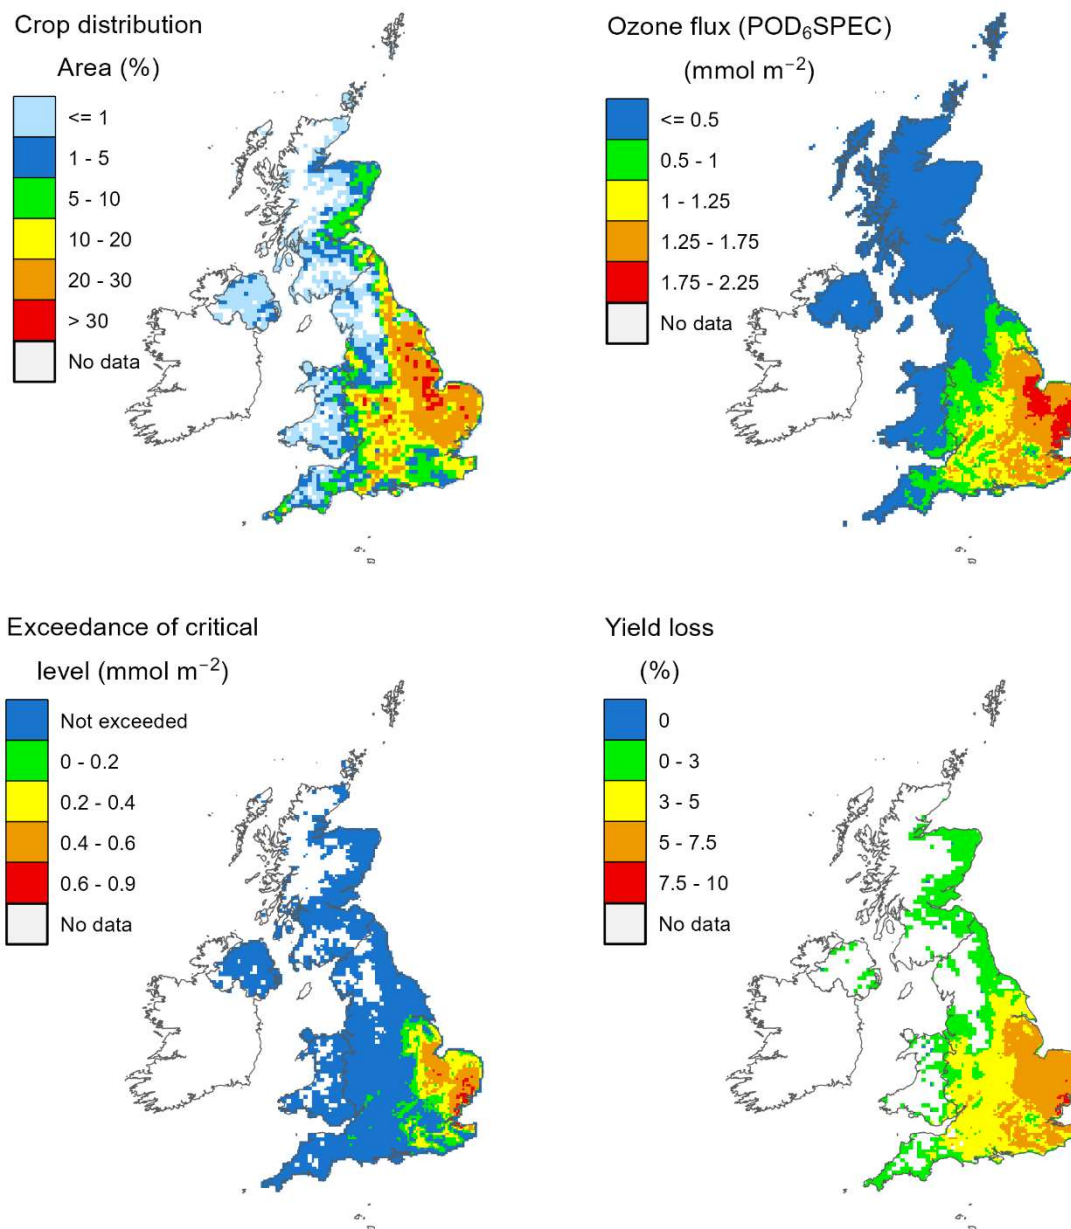 Crop distribution
Area (%)
<= 1
1 - 5
5 - 10
10 - 20
20 - 30
> 30
No data
Ozone flux (POD₆SPEC)
(mmol m⁻²)
<= 0.5
0.5 - 1
1 - 1.25
1.25 - 1.75
1.75 - 2.25
No data
Exceedance of critical
level (mmol m⁻²)
Not exceeded
0 - 0.2
0.2 - 0.4
0.4 - 0.6
0.6 - 0.9
No data
Yield loss
(%)
0
0 - 3
3 - 5
5 - 7.5
7.5 - 10
No data